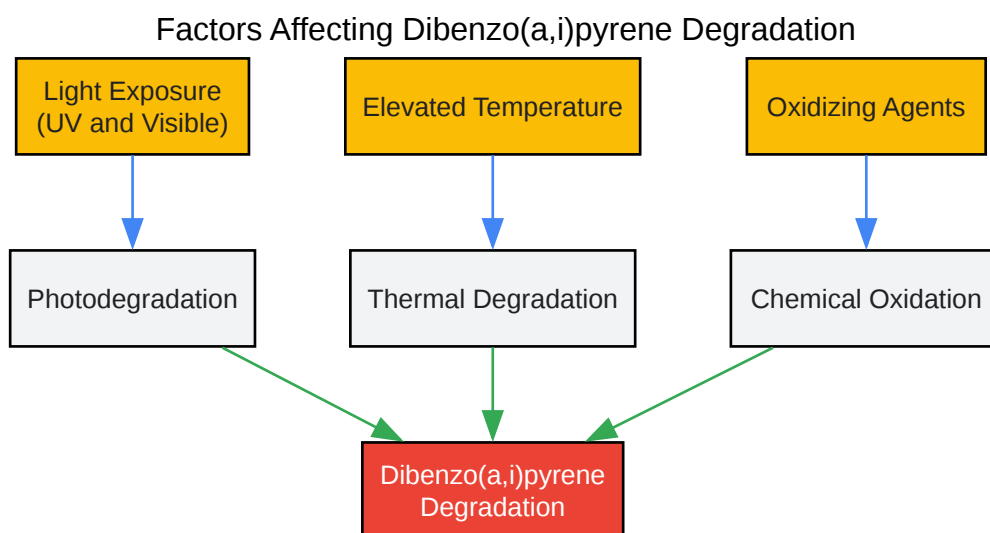 Factors Affecting Dibenzo(a,i)pyrene Degradation
Light Exposure
(UV and Visible)
Elevated Temperature
Oxidizing Agents
Photodegradation
Thermal Degradation
Chemical Oxidation
Dibenzo(a,i)pyrene
Degradation